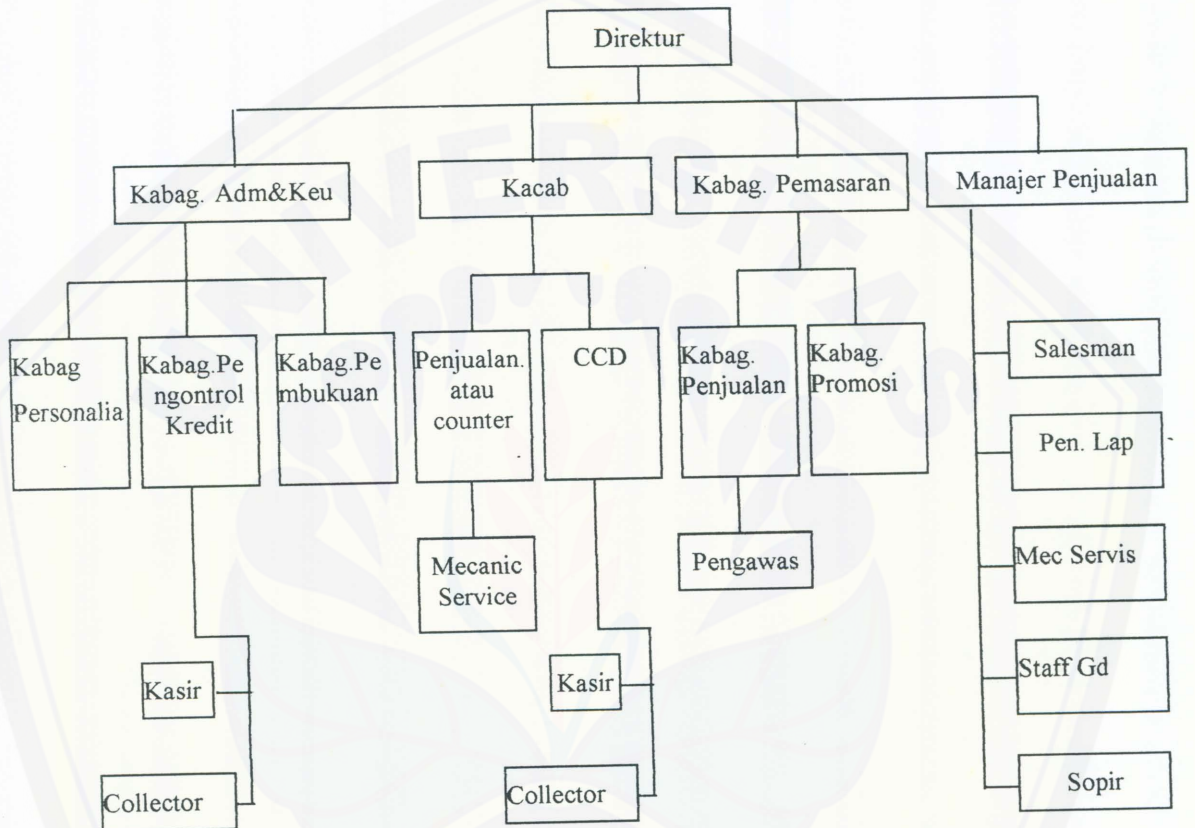 Direktur
Kabag. Adm&Keu
Kacab
Kabag. Pemasaran
Manajer Penjualan
Kabag
Personalia
Kabag.Pe
ngontrol
Kredit
Kabag.Pe
mbukuan
Penjualan.
atau
counter
CCD
Kabag.
Penjualan
Kabag.
Promosi
Salesman
Pen. Lap
Mec Servis
Staff Gd
Sopir
Mecanic
Service
Pengawas
Kasir
Kasir
Collector
Collector
UNIVERSITAS